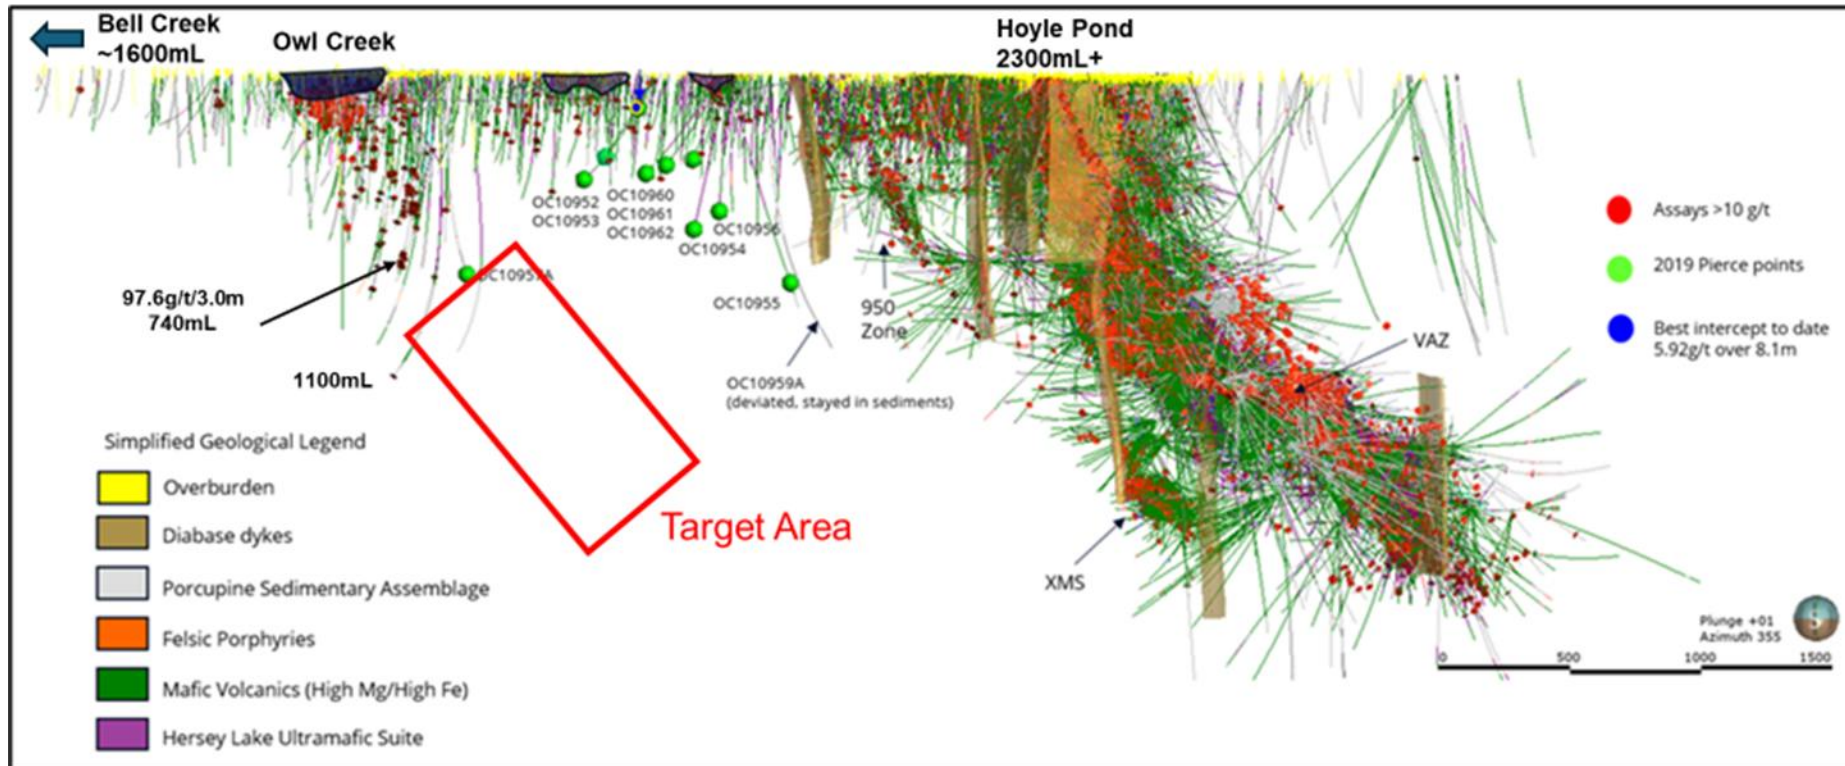 Bell Creek
~1600mL
Owl Creek
Hoyle Pond
2300mL+
OC10952
OC10953
OC10960
OC10961
OC10962
OC10956
OC10954
OC10957A
OC10955
97.6g/t/3.0m
740mL
1100mL
950
Zone
OC10959A
(deviated, stayed in sediments)
VAZ
XMS
Target Area
Assays >10 g/t
2019 Pierce points
Best intercept to date
5.92g/t over 8.1m
Simplified Geological Legend
Overburden
Diabase dykes
Porcupine Sedimentary Assemblage
Felsic Porphyries
Mafic Volcanics (High Mg/High Fe)
Hersey Lake Ultramafic Suite
Plunge +01
Azimuth 355
0 500 1000 1500